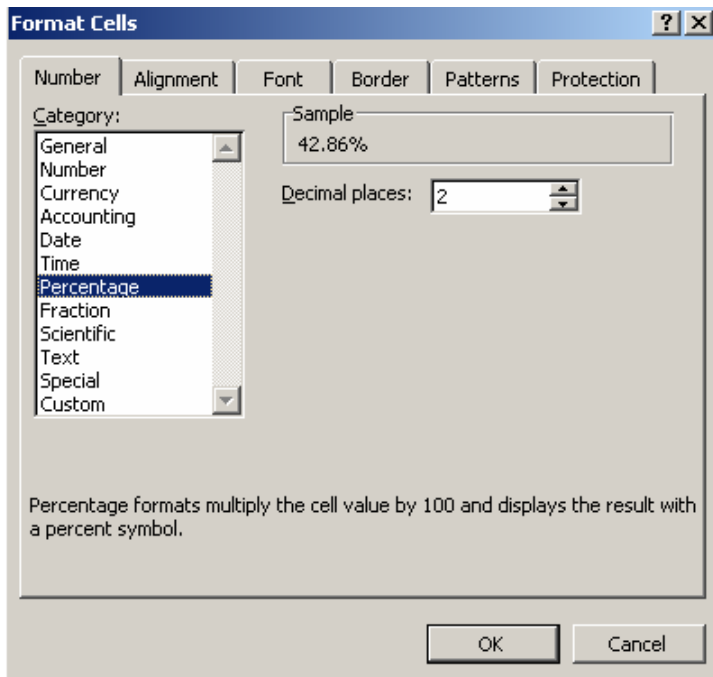 Format Cells
Number Alignment Font Border Patterns Protection
Category:
General
Number
Currency
Accounting
Date
Time
Percentage
Fraction
Scientific
Text
Special
Custom
Sample
42.86%
Decimal places: 2
Percentage formats multiply the cell value by 100 and displays the result with
a percent symbol.
OK Cancel